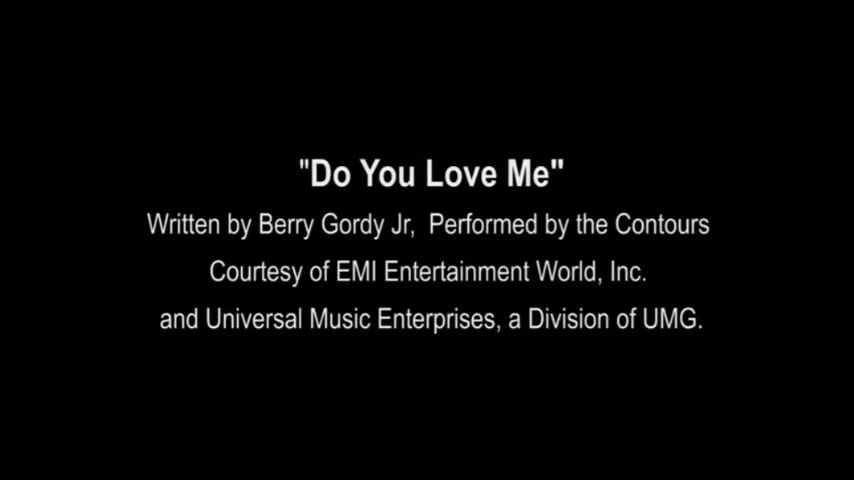 "Do You Love Me"
Written by Berry Gordy Jr,  Performed by the Contours
Courtesy of EMI Entertainment World, Inc.
and Universal Music Enterprises, a Division of UMG.